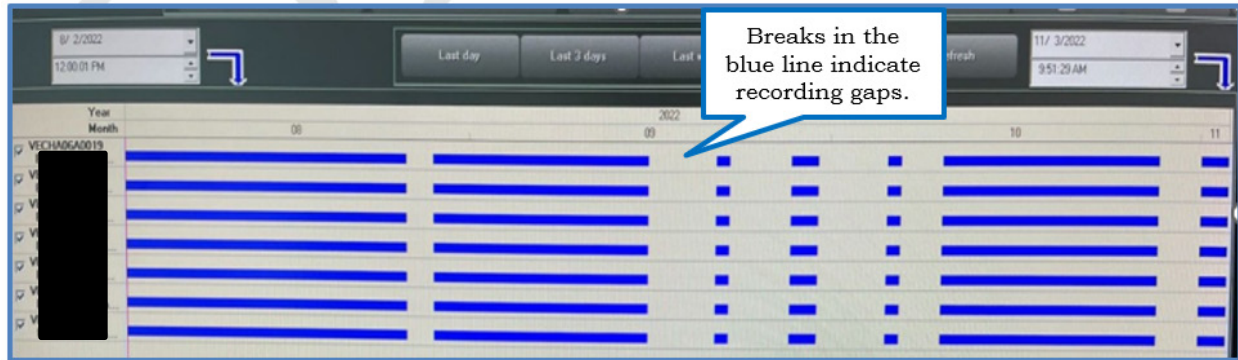 8/ 2/2022
12:00:01 PM
Last day
Last 3 days
Last
Breaks in the
blue line indicate
recording gaps.
efresh
11/ 3/2022
9:51:29 AM
Year
2022
Month
08
09
10
11
VECHA06A0019